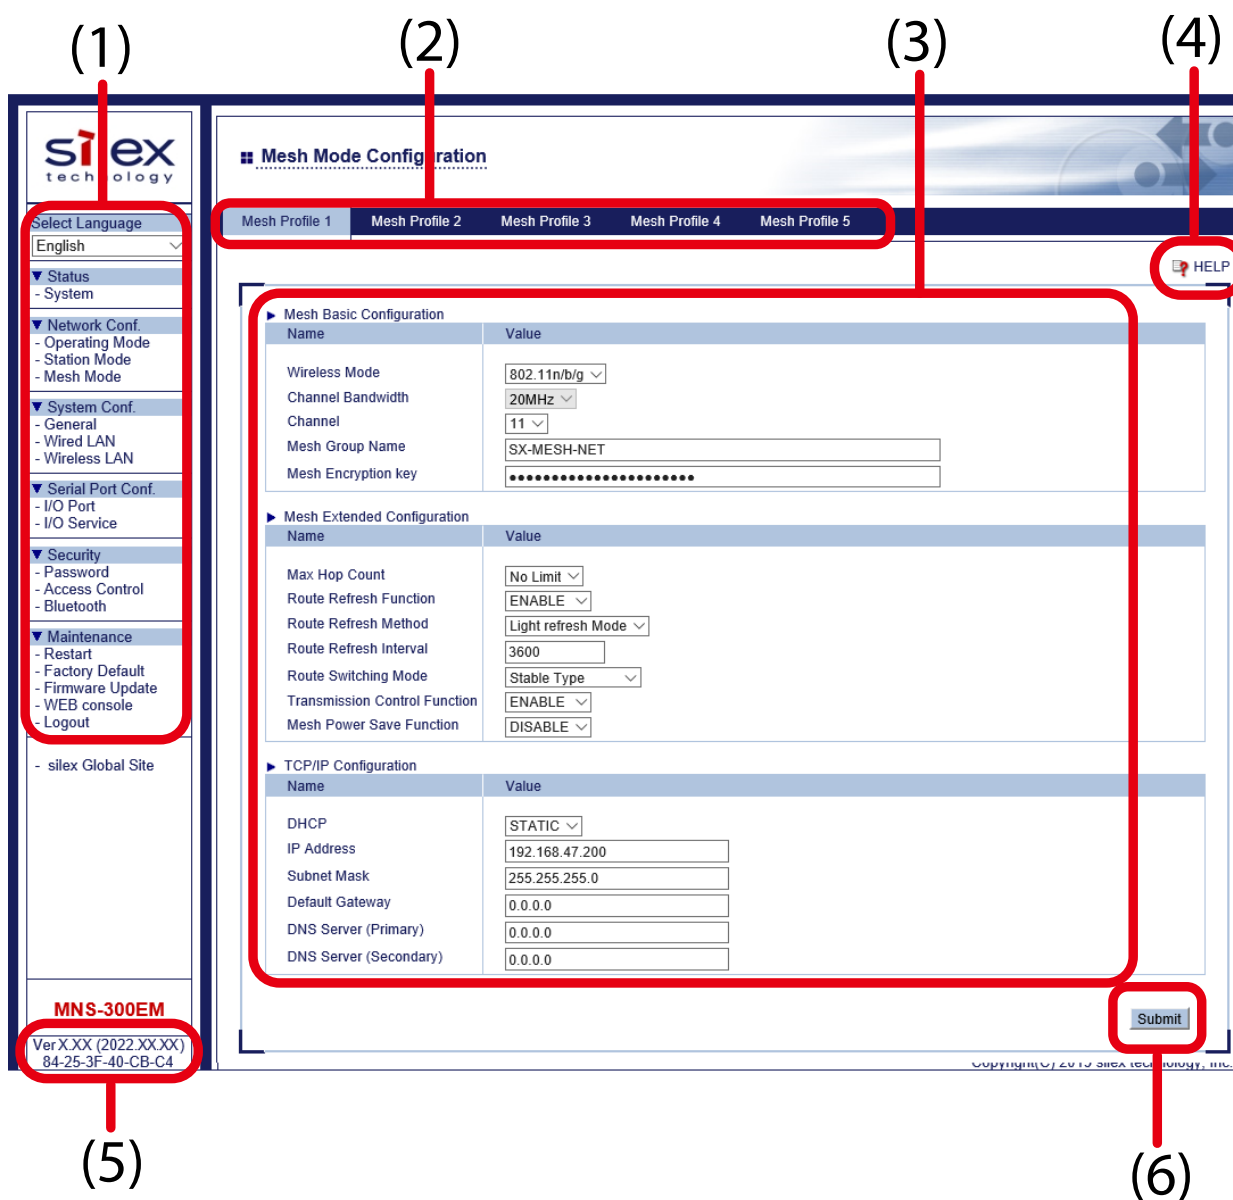 (1)
(2)
(3)
(4)
silex
technology
Mesh Mode Configuration
Select Language
English
Status
- System
Network Conf.
- Operating Mode
- Station Mode
- Mesh Mode
System Conf.
- General
- Wired LAN
- Wireless LAN
Serial Port Conf.
- I/O Port
- I/O Service
Security
- Password
- Access Control
- Bluetooth
Maintenance
- Restart
- Factory Default
- Firmware Update
- WEB console
- Logout
- silex Global Site
MNS-300EM
Ver X.XX (2022.XX.XX)
84-25-3F-40-CB-C4
Mesh Profile 1 Mesh Profile 2 Mesh Profile 3 Mesh Profile 4 Mesh Profile 5
HELP
Mesh Basic Configuration
Name Value
Wireless Mode 802.11n/b/g
Channel Bandwidth 20MHz
Channel 11
Mesh Group Name SX-MESH-NET
Mesh Encryption key ••••••••••••••••••••••
Mesh Extended Configuration
Name Value
Max Hop Count No Limit
Route Refresh Function ENABLE
Route Refresh Method Light refresh Mode
Route Refresh Interval 3600
Route Switching Mode Stable Type
Transmission Control Function ENABLE
Mesh Power Save Function DISABLE
TCP/IP Configuration
Name Value
DHCP STATIC
IP Address 192.168.47.200
Subnet Mask 255.255.255.0
Default Gateway 0.0.0.0
DNS Server (Primary) 0.0.0.0
DNS Server (Secondary) 0.0.0.0
Submit
Copyright(C) 2015 silex technology, Inc.
(5)
(6)